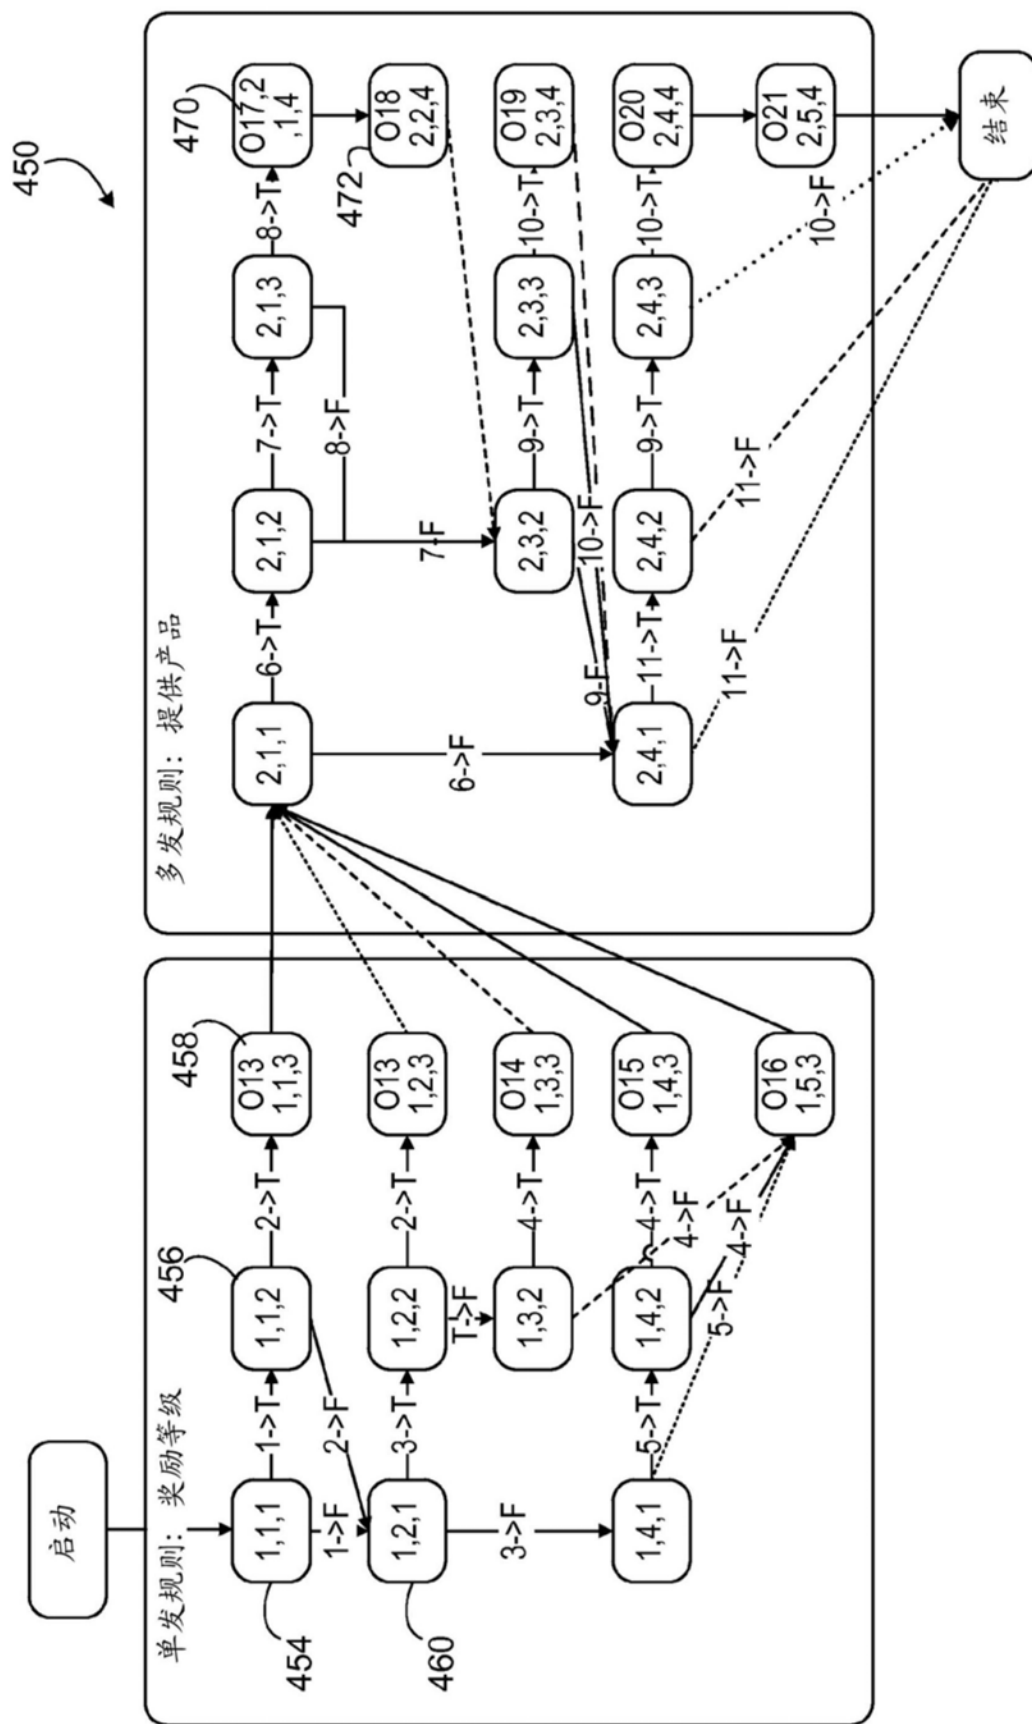 450
启动
单发规则：奖励等级
多发规则：提供产品
454
456
458
470
1,1,1
1->T
1,1,2
2->T
O13
1,1,3
2,1,1
6->T
2,1,2
7->T
2,1,3
8->T
O17,2
,1,4
1->F
2->F
8->F
472
460
1,2,1
3->T
1,2,2
2->T
O13
1,2,3
O18
2,2,4
7-F
T->F
3->F
6->F
1,3,2
4->T
O14
1,3,3
2,3,2
9->T
2,3,3
10->T
O19
2,3,4
9-F
10->F
1,4,1
5->T
1,4,2
4->T
O15
1,4,3
2,4,1
11->T
2,4,2
9->T
2,4,3
10->T
O20
2,4,4
4->F
5->F
4->F
11->F
11->F
10->F
O16
1,5,3
O21
2,5,4
结束